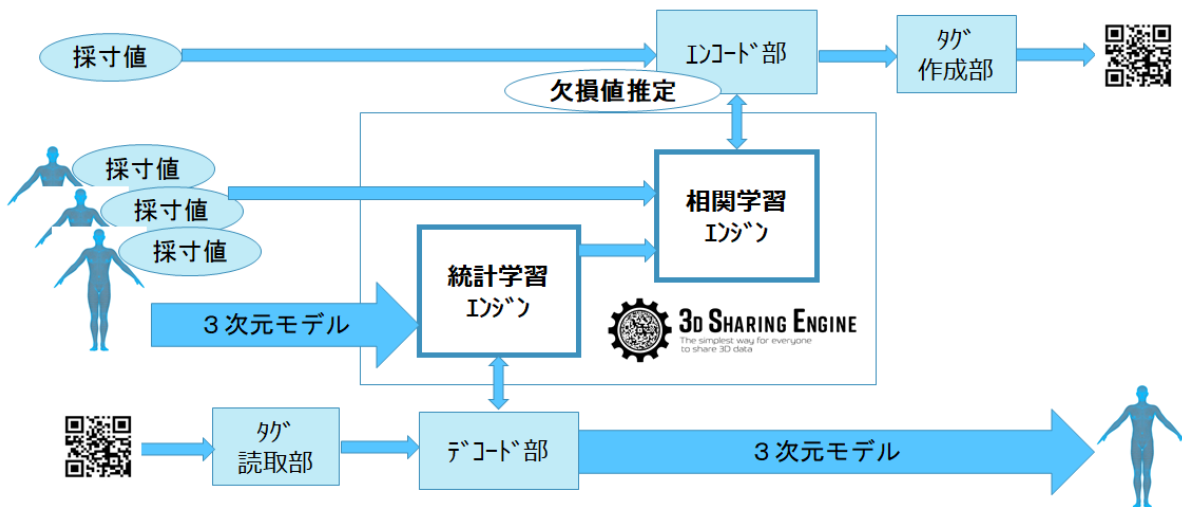 採寸値
ｴﾝｺｰﾄﾞ部
ﾀｸﾞ
作成部
欠損値推定
採寸値
採寸値
採寸値
相関学習
ｴﾝｼﾞﾝ
統計学習
ｴﾝｼﾞﾝ
３次元モデル
3D SHARING ENGINE
The simplest way for everyone
to share 3D data
ﾀｸﾞ
読取部
ﾃﾞｺｰﾄﾞ部
３次元モデル